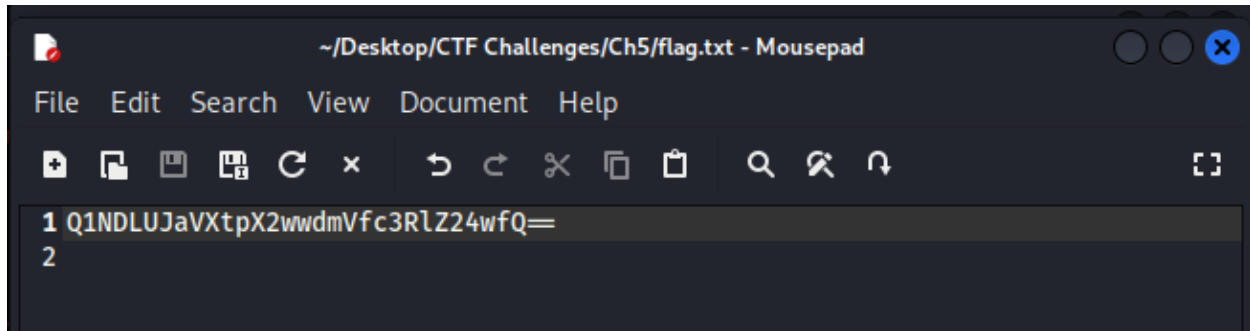 ~/Desktop/CTF Challenges/Ch5/flag.txt - Mousepad
File Edit Search View Document Help
1 Q1NDLUJaVXtpX2wwdmVfc3RlZ24wfQ==
2